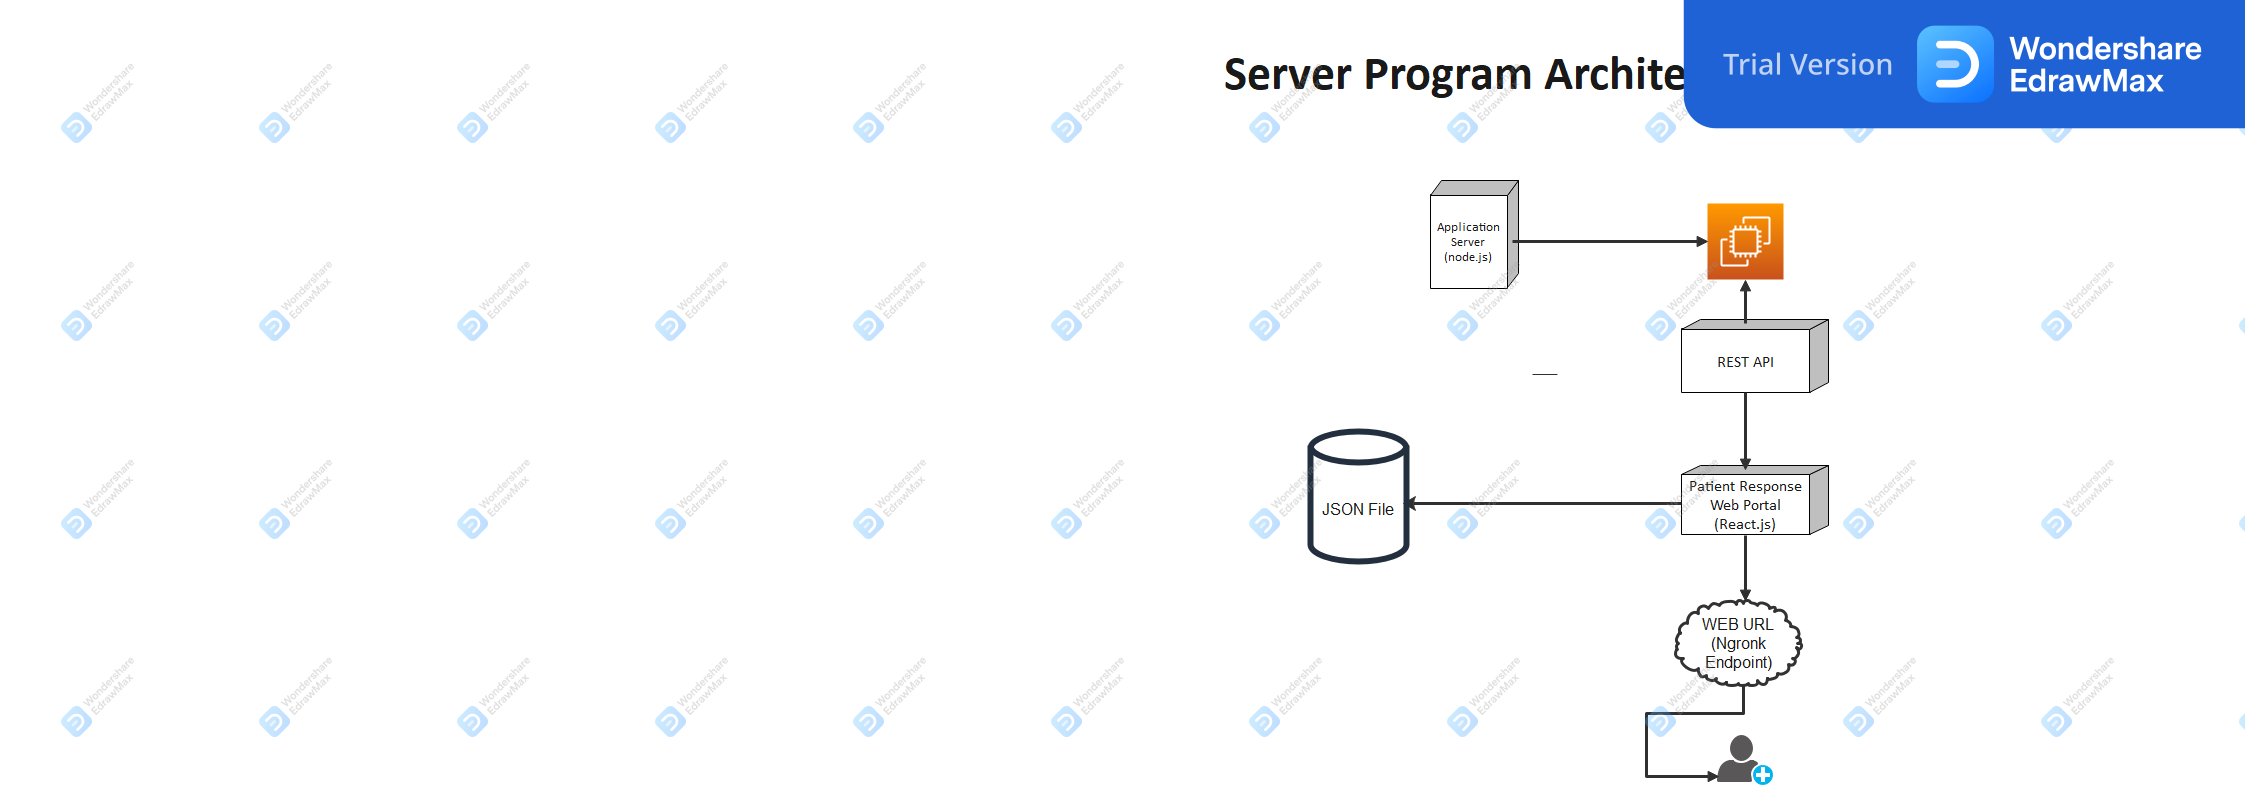 Server Program Archite
Trial Version
Wondershare
EdrawMax
Application
Server
(node.js)
REST API
JSON File
Patient Response
Web Portal
(React.js)
WEB URL
(Ngronk
Endpoint)
Wondershare
EdrawMax